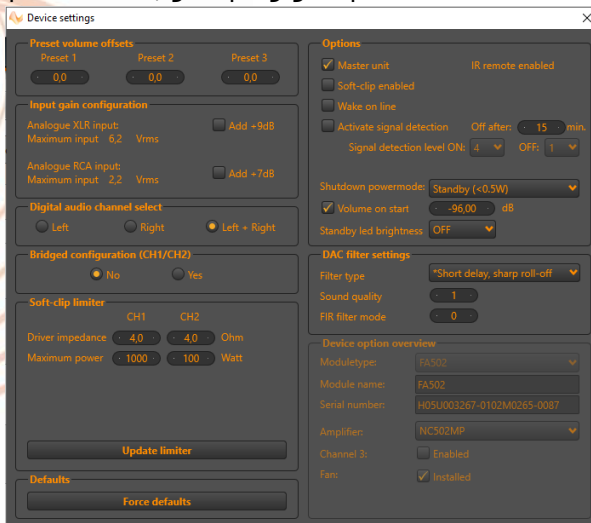 Device settings
Preset volume offsets
Preset 1 Preset 2 Preset 3
0,0 0,0 0,0
Input gain configuration
Analogue XLR input: Add +9dB
Maximum input 6,2 Vrms
Analogue RCA input: Add +7dB
Maximum input 2,2 Vrms
Digital audio channel select
Left Right Left + Right
Bridged configuration (CH1/CH2)
No Yes
Soft-clip limiter
CH1 CH2
Driver impedance 4,0 4,0 Ohm
Maximum power 1000 100 Watt
Update limiter
Defaults
Force defaults
Options
Master unit IR remote enabled
Soft-clip enabled
Wake on line
Activate signal detection Off after: 15 min.
Signal detection level ON: 4 OFF: 1
Shutdown powermode: Standby (<0.5W)
Volume on start -96,00 dB
Standby led brightness OFF
DAC filter settings
Filter type *Short delay, sharp roll-off
Sound quality 1
FIR filter mode 0
Device option overview
Moduletype: FA502
Module name: FA502
Serial number: H05U003267-0102M0265-0087
Amplifier: NC502MP
Channel 3: Enabled
Fan: Installed